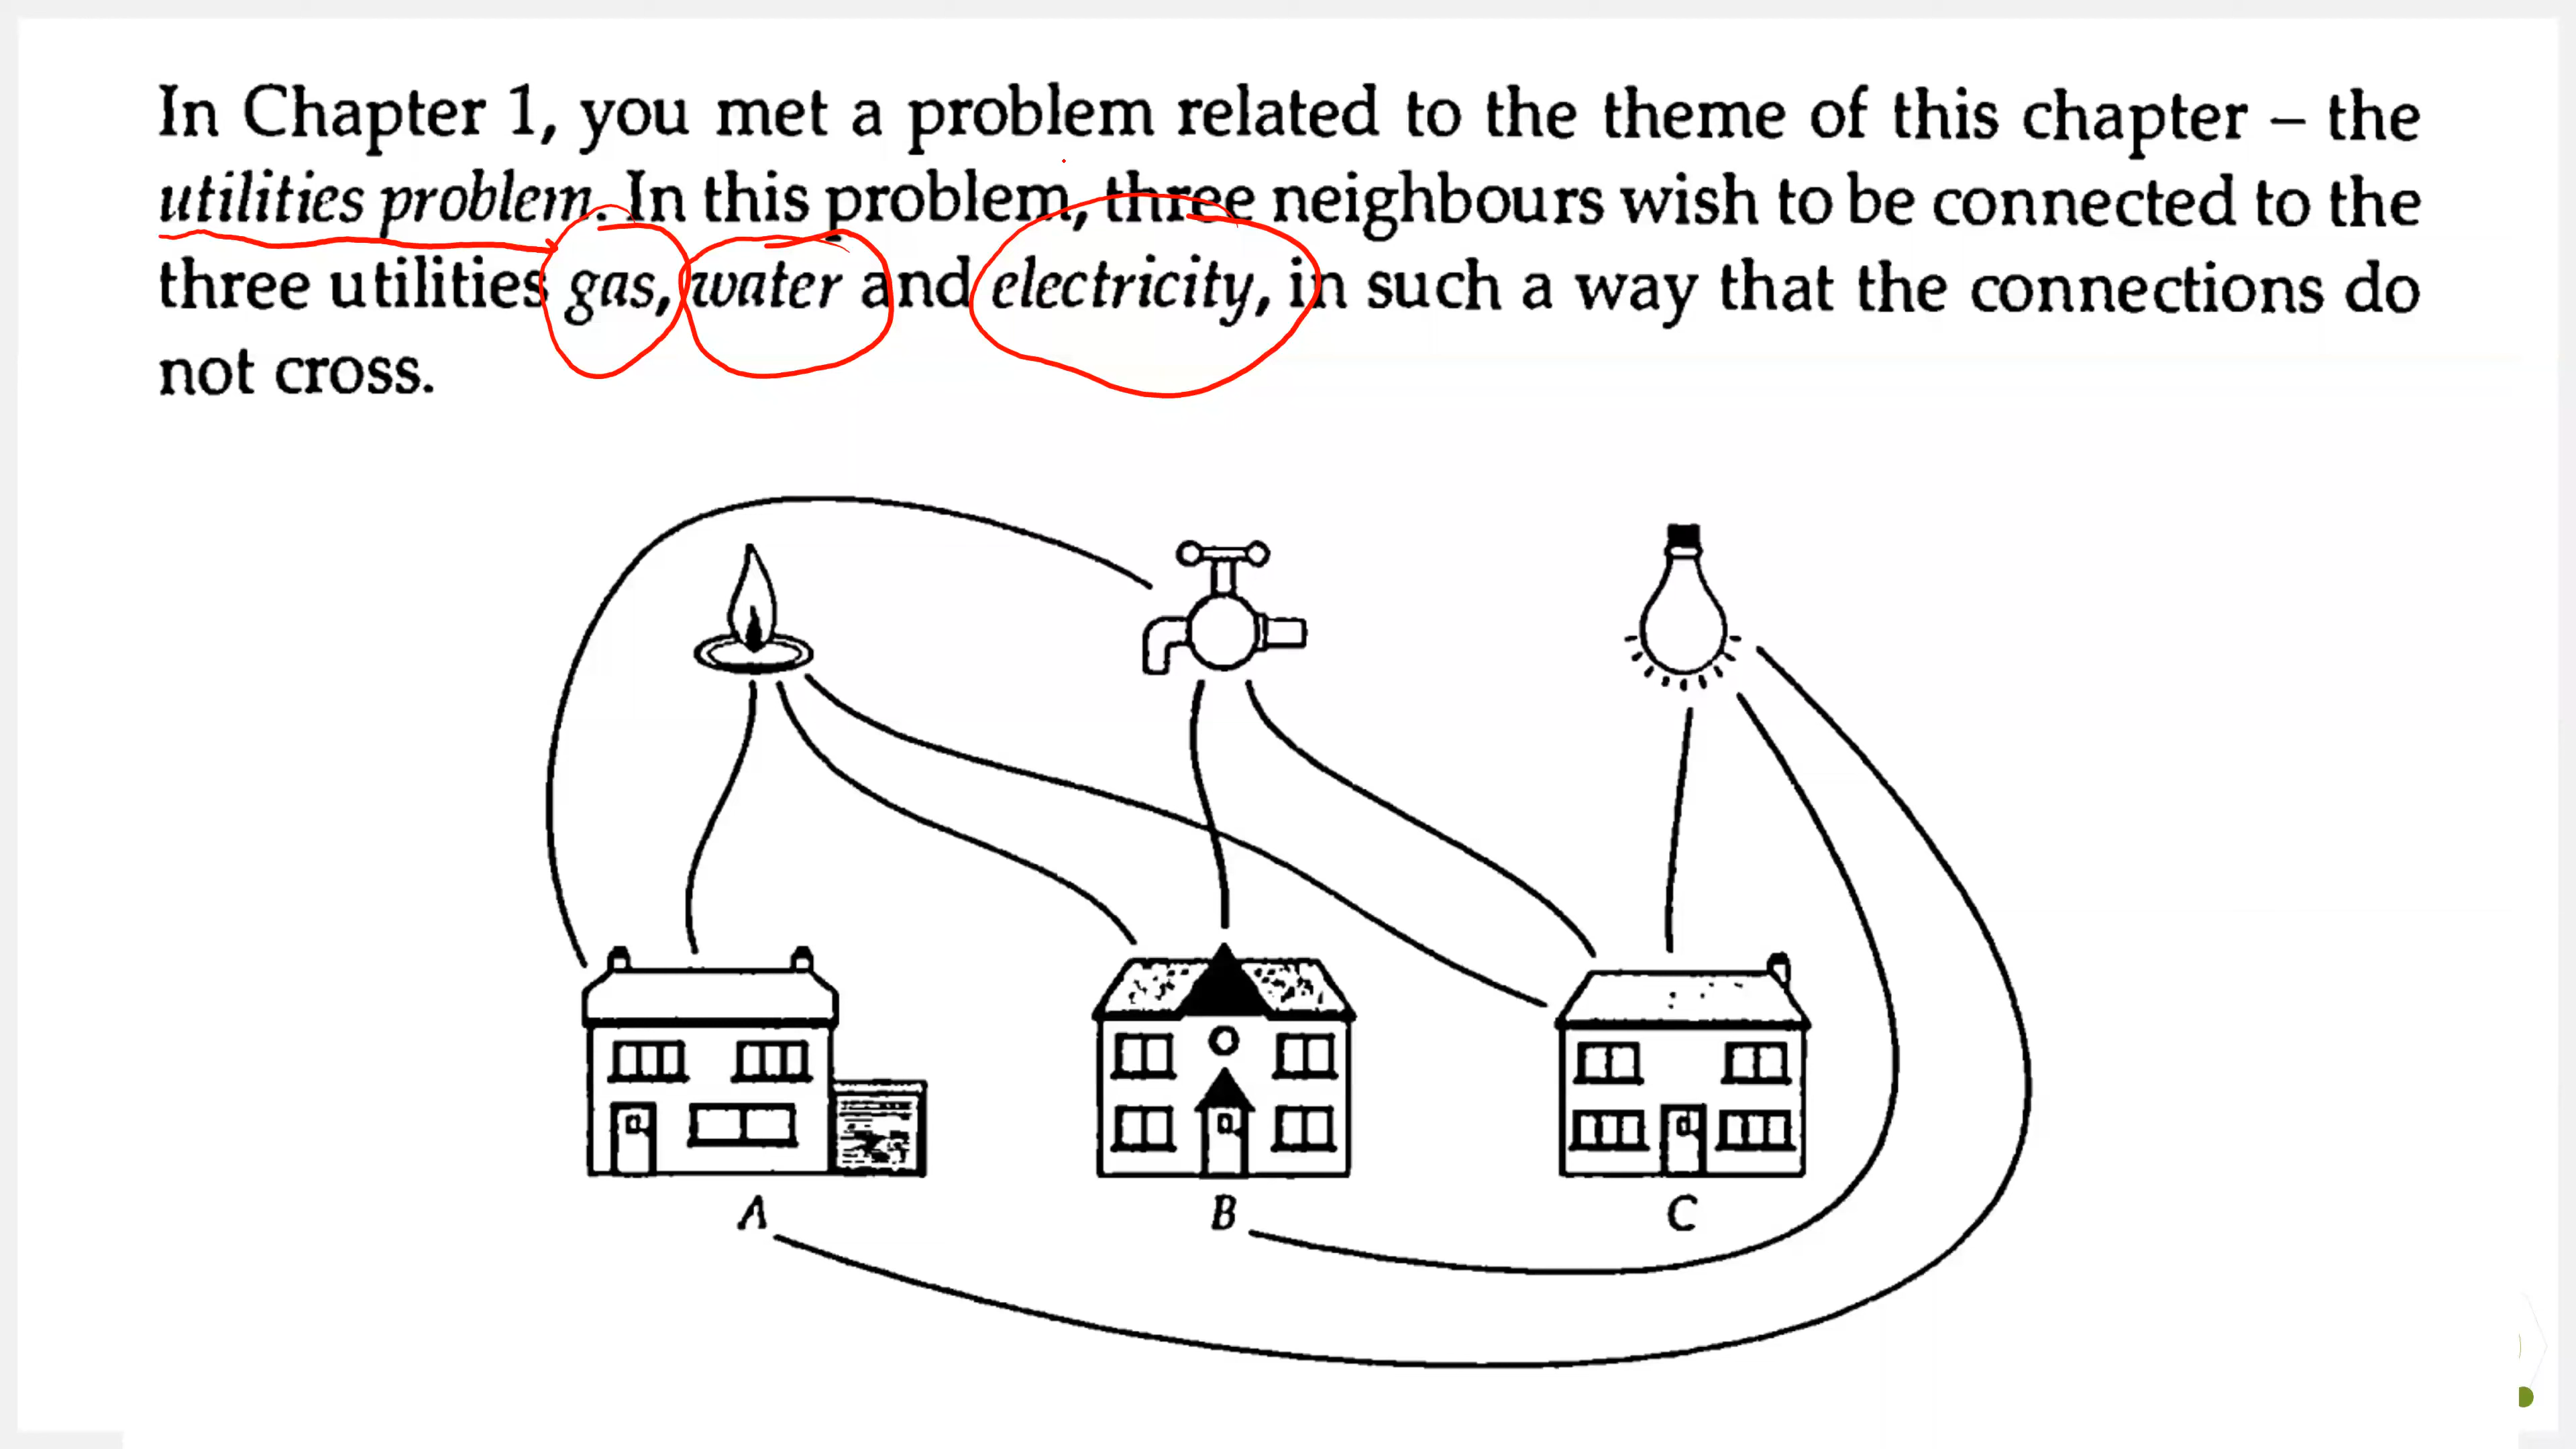 In Chapter 1, you met a problem related to the theme of this chapter – the
utilities problem. In this problem, three neighbours wish to be connected to the
three utilities gas, water and electricity, in such a way that the connections do
not cross.
A
B
C